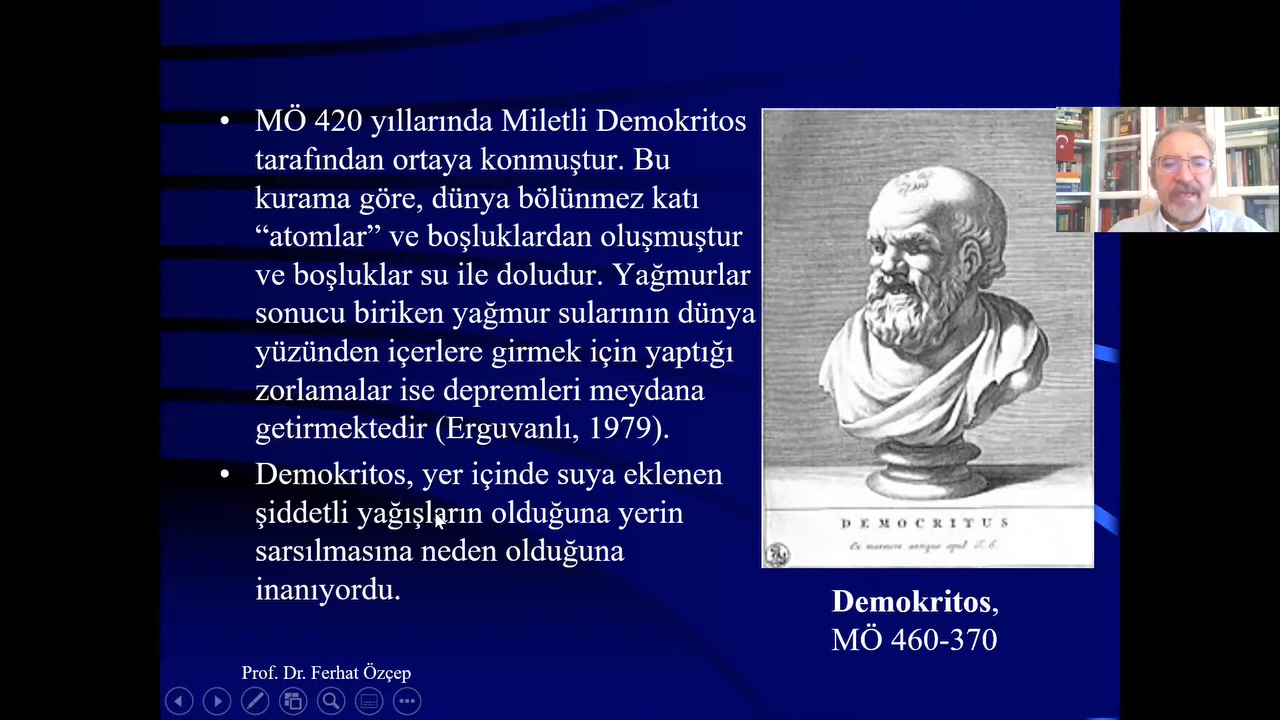 • MÖ 420 yıllarında Miletli Demokritos
tarafından ortaya konmuştur. Bu
kurama göre, dünya bölünmez katı
“atomlar” ve boşluklardan oluşmuştur
ve boşluklar su ile doludur. Yağmurlar
sonucu biriken yağmur sularının dünya
yüzünden içerlere girmek için yaptığı
zorlamalar ise depremleri meydana
getirmektedir (Erguvanlı, 1979).
• Demokritos, yer içinde suya eklenen
şiddetli yağışların olduğuna yerin
sarsılmasına neden olduğuna
inanıyordu.
DEMOCRITUS
Demokritos,
MÖ 460-370
Prof. Dr. Ferhat Özçep